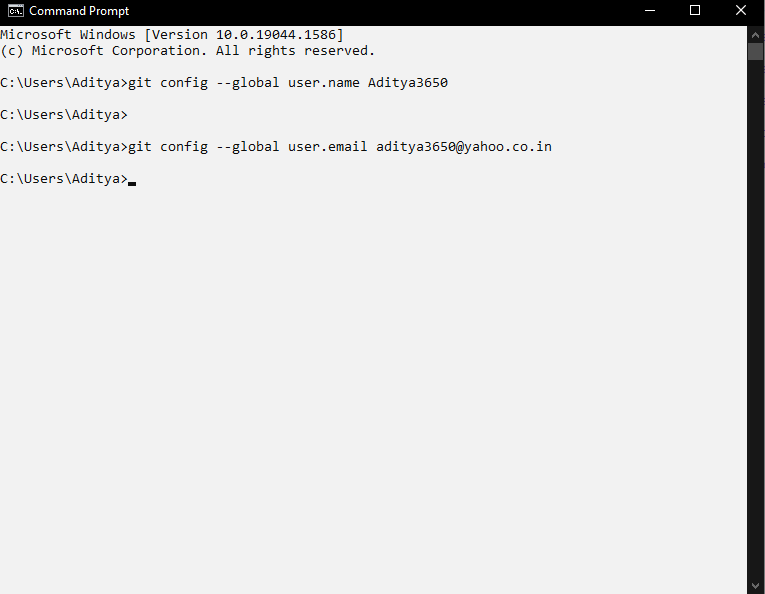 Command Prompt
Microsoft Windows [Version 10.0.19044.1586]
(c) Microsoft Corporation. All rights reserved.
C:\Users\Aditya>git config --global user.name Aditya3650
C:\Users\Aditya>
C:\Users\Aditya>git config --global user.email aditya3650@yahoo.co.in
C:\Users\Aditya>